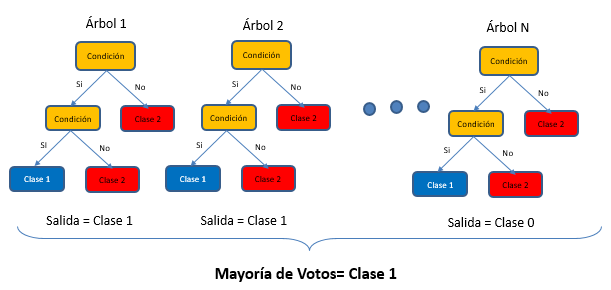 Árbol 1
Árbol 2
Árbol N
Condición
Condición
Condición
Si
No
Si
No
Si
No
Condición
Clase 2
Condición
Clase 2
Condición
Clase 2
SI
No
Si
No
Si
No
Clase 1
Clase 2
Clase 1
Clase 2
Clase 1
Clase 2
Salida = Clase 1
Salida = Clase 1
Salida = Clase 0
Mayoría de Votos= Clase 1